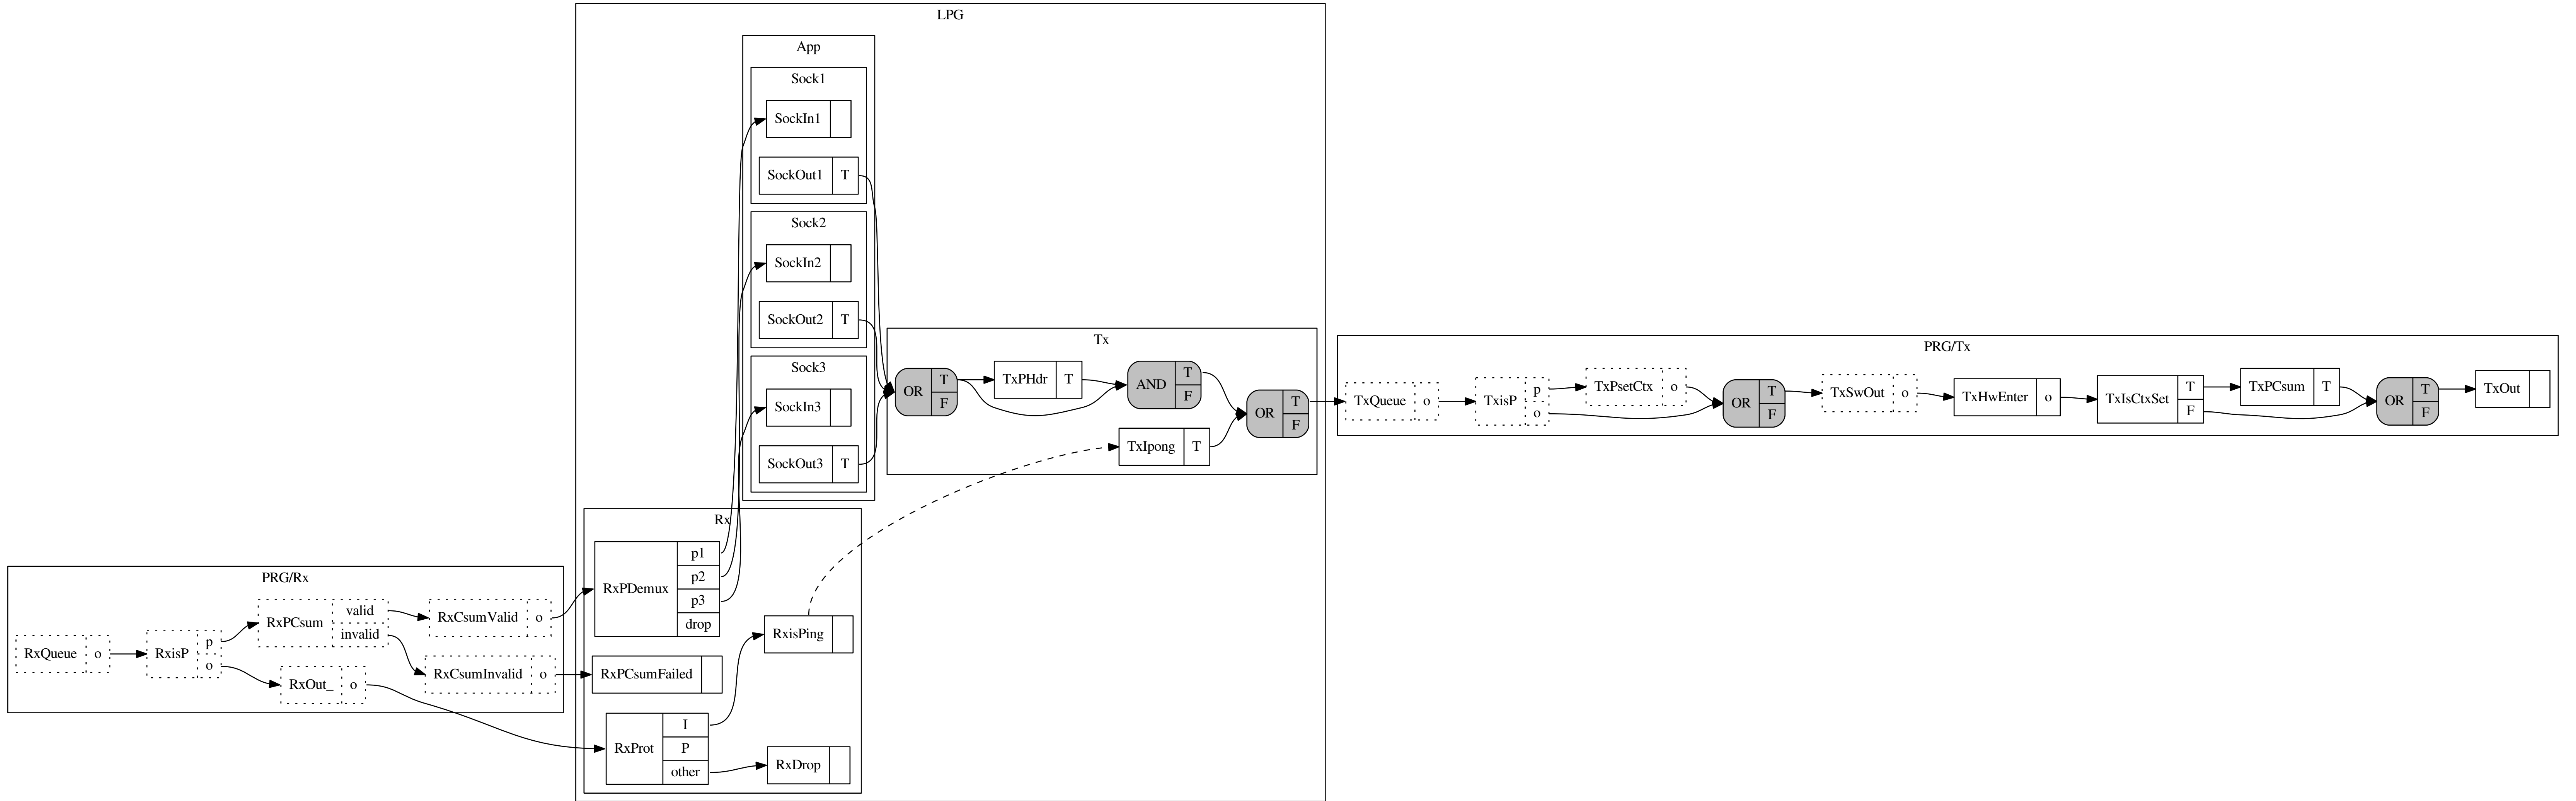 LPG
App
Sock1
SockIn1
SockOut1 T
Sock2
SockIn2
SockOut2 T
Sock3
SockIn3
SockOut3 T
Tx
OR T F
TxPHdr T
AND T F
OR T F
TxIpong T
Rx
RxPDemux p1 p2 p3 drop
RxisPing
RxPCsumFailed
RxProt I P other
RxDrop
PRG/Rx
RxQueue o
RxisP p o
RxPCsum valid invalid
RxCsumValid o
RxCsumInvalid o
RxOut_ o
PRG/Tx
TxQueue o
TxisP p o
TxPsetCtx o
OR T F
TxSwOut o
TxHwEnter o
TxIsCtxSet T F
TxPCsum T
OR T F
TxOut